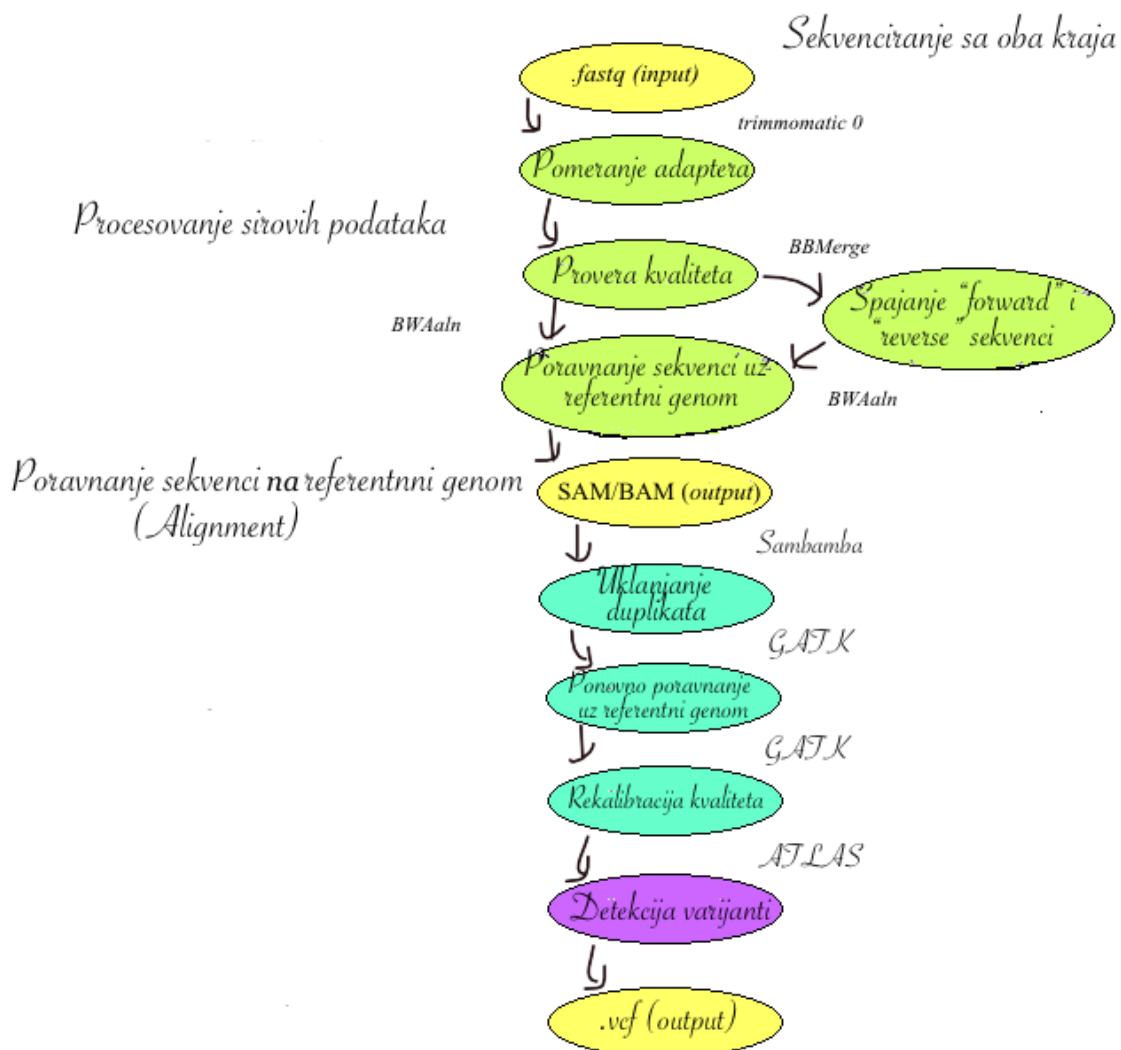 Sekvenciranje sa oba kraja
.fastq (input)
trimmomatic 0
Pomeranje adaptera
Procesovanje sirovih podataka
Provera kvaliteta
BBMerge
Spajanje "forward" i
"reverse" sekvenci
BWAaln
Poravnanje sekvenci uz
referentni genom
BWAaln
Poravnanje sekvenci na referentnni genom
(Alignment)
SAM/BAM (output)
Sambamba
Uklanjanje
duplikata
GATK
Ponovno poravnanje
uz referentni genom
GATK
Rekalibracija kvaliteta
ATLAS
Detekcija varijanti
.vcf (output)